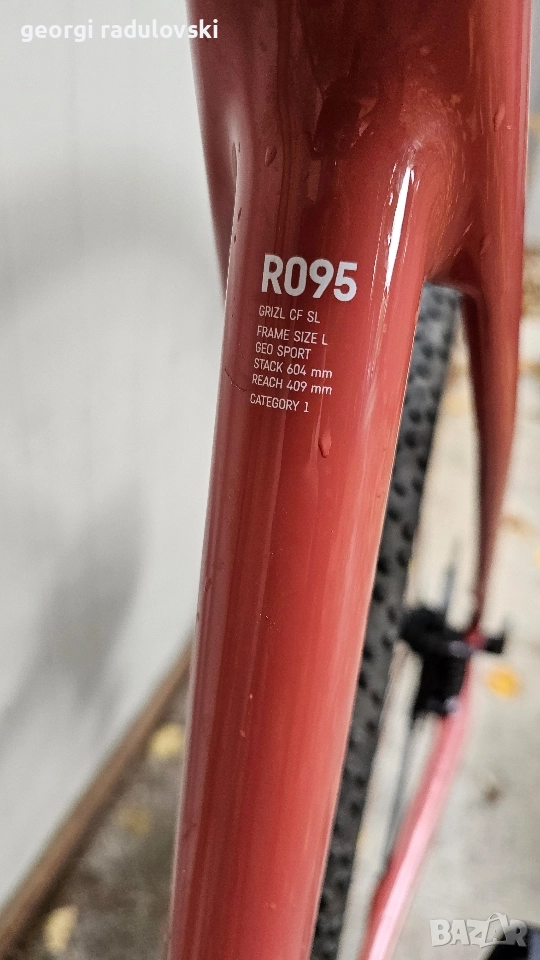 georgi radulovski
R095
GRIZL CF SL
FRAME SIZE L
GEO SPORT
STACK 604 mm
REACH 409 mm
CATEGORY 1
BAZAR